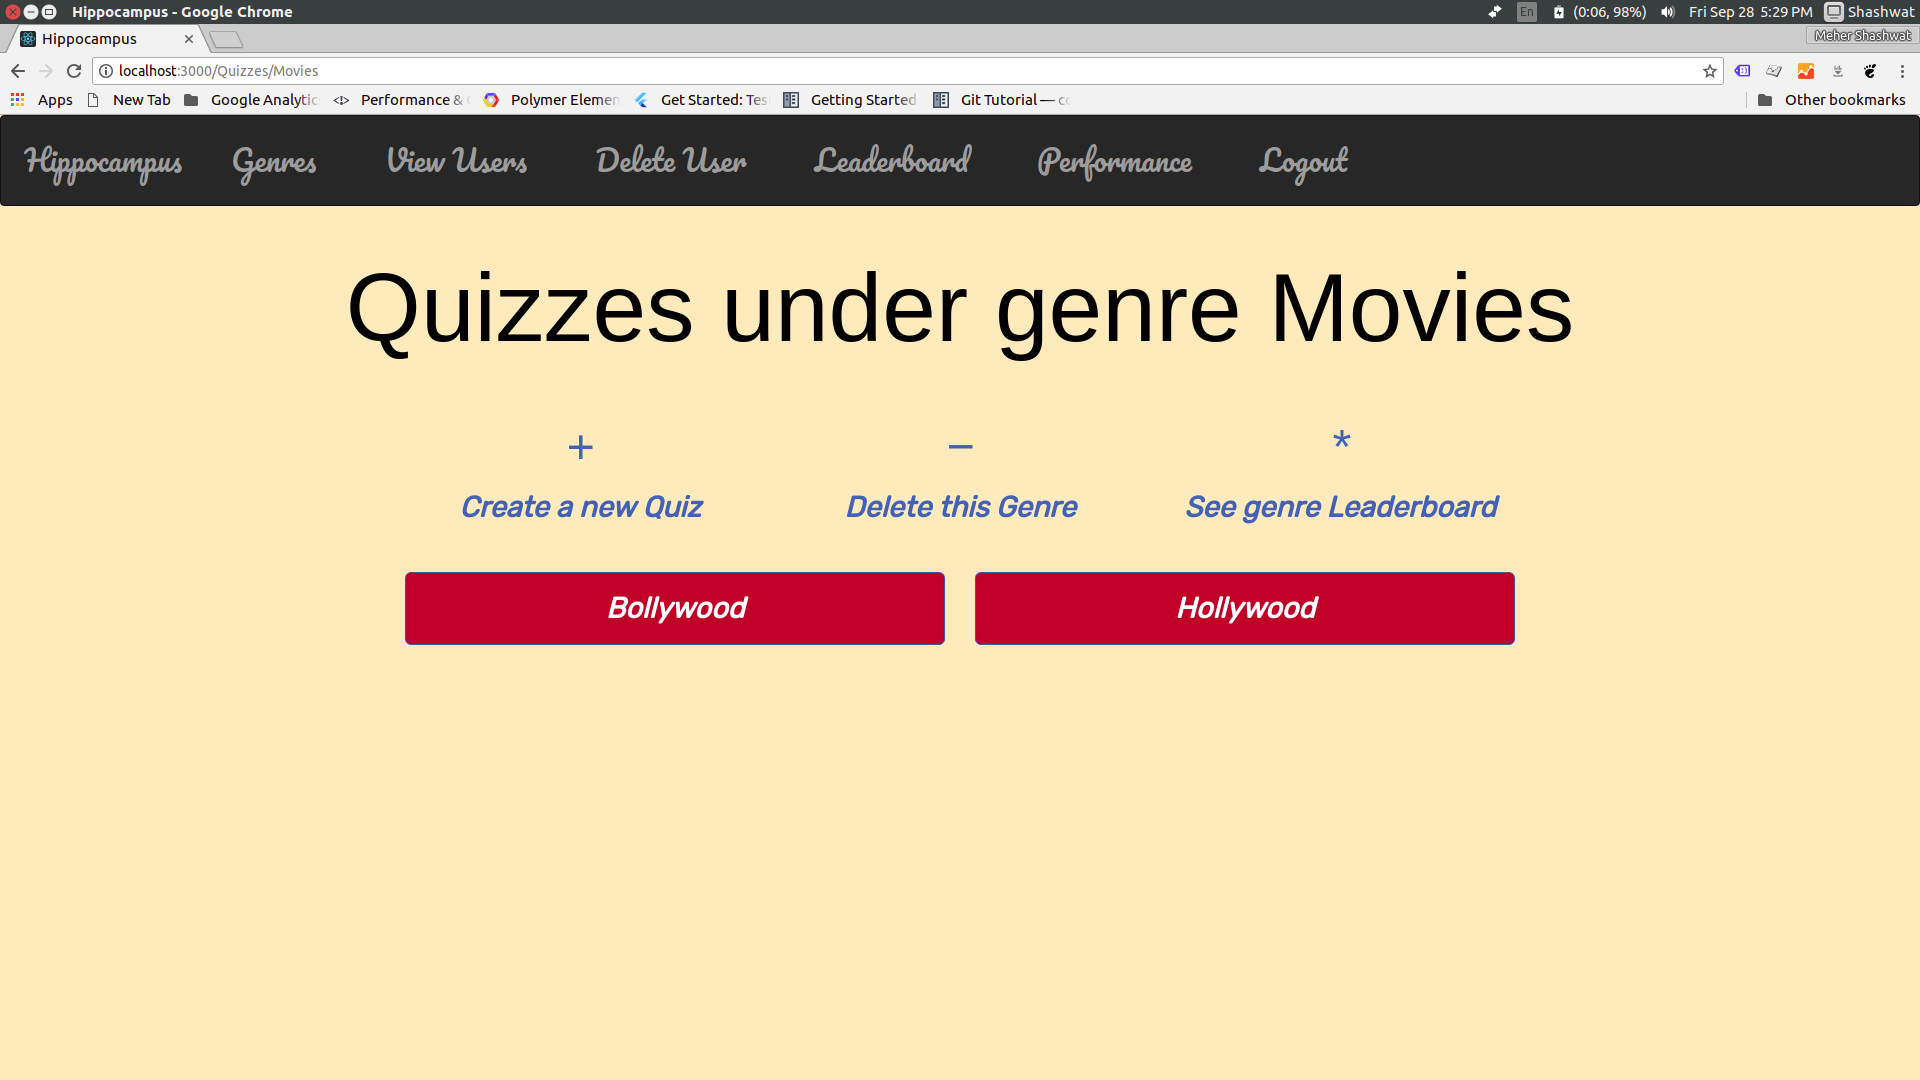 Hippocampus - Google Chrome En (0:06, 98%) Fri Sep 28 5:29 PM Shashwat
Hippocampus × Meher Shashwat
localhost:3000/Quizzes/Movies
Apps New Tab Google Analytic Performance & Polymer Elemen Get Started: Tes Getting Started Git Tutorial — co Other bookmarks
Hippocampus Genres View Users Delete User Leaderboard Performance Logout
Quizzes under genre Movies
+ − *
Create a new Quiz Delete this Genre See genre Leaderboard
Bollywood Hollywood